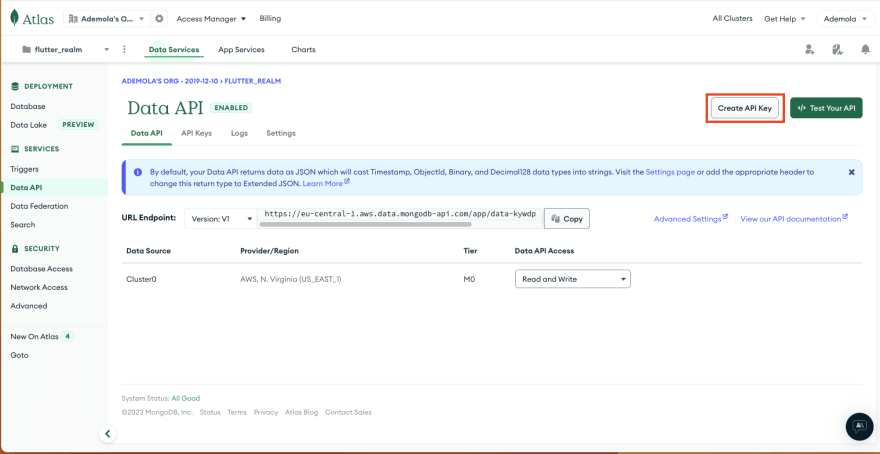 Atlas
Ademola's O...
Access Manager
Billing
All Clusters
Get Help
Ademola
flutter_realm
Data Services
App Services
Charts
DEPLOYMENT
Database
Data Lake PREVIEW
SERVICES
Triggers
Data API
Data Federation
Search
SECURITY
Database Access
Network Access
Advanced
New On Atlas 4
Goto
ADEMOLA'S ORG - 2019-12-10 > FLUTTER_REALM
Data API ENABLED
Create API Key
</> Test Your API
Data API API Keys Logs Settings
By default, your Data API returns data as JSON which will cast Timestamp, ObjectId, Binary, and Decimal128 data types into strings. Visit the Settings page or add the appropriate header to
change this return type to Extended JSON. Learn More
URL Endpoint: Version: V1 https://eu-central-1.aws.data.mongodb-api.com/app/data-kywdp Copy
Advanced Settings View our API documentation
Data Source Provider/Region Tier Data API Access
Cluster0 AWS, N. Virginia (US_EAST_1) M0 Read and Write
System Status: All Good
©2023 MongoDB, Inc. Status Terms Privacy Atlas Blog Contact Sales